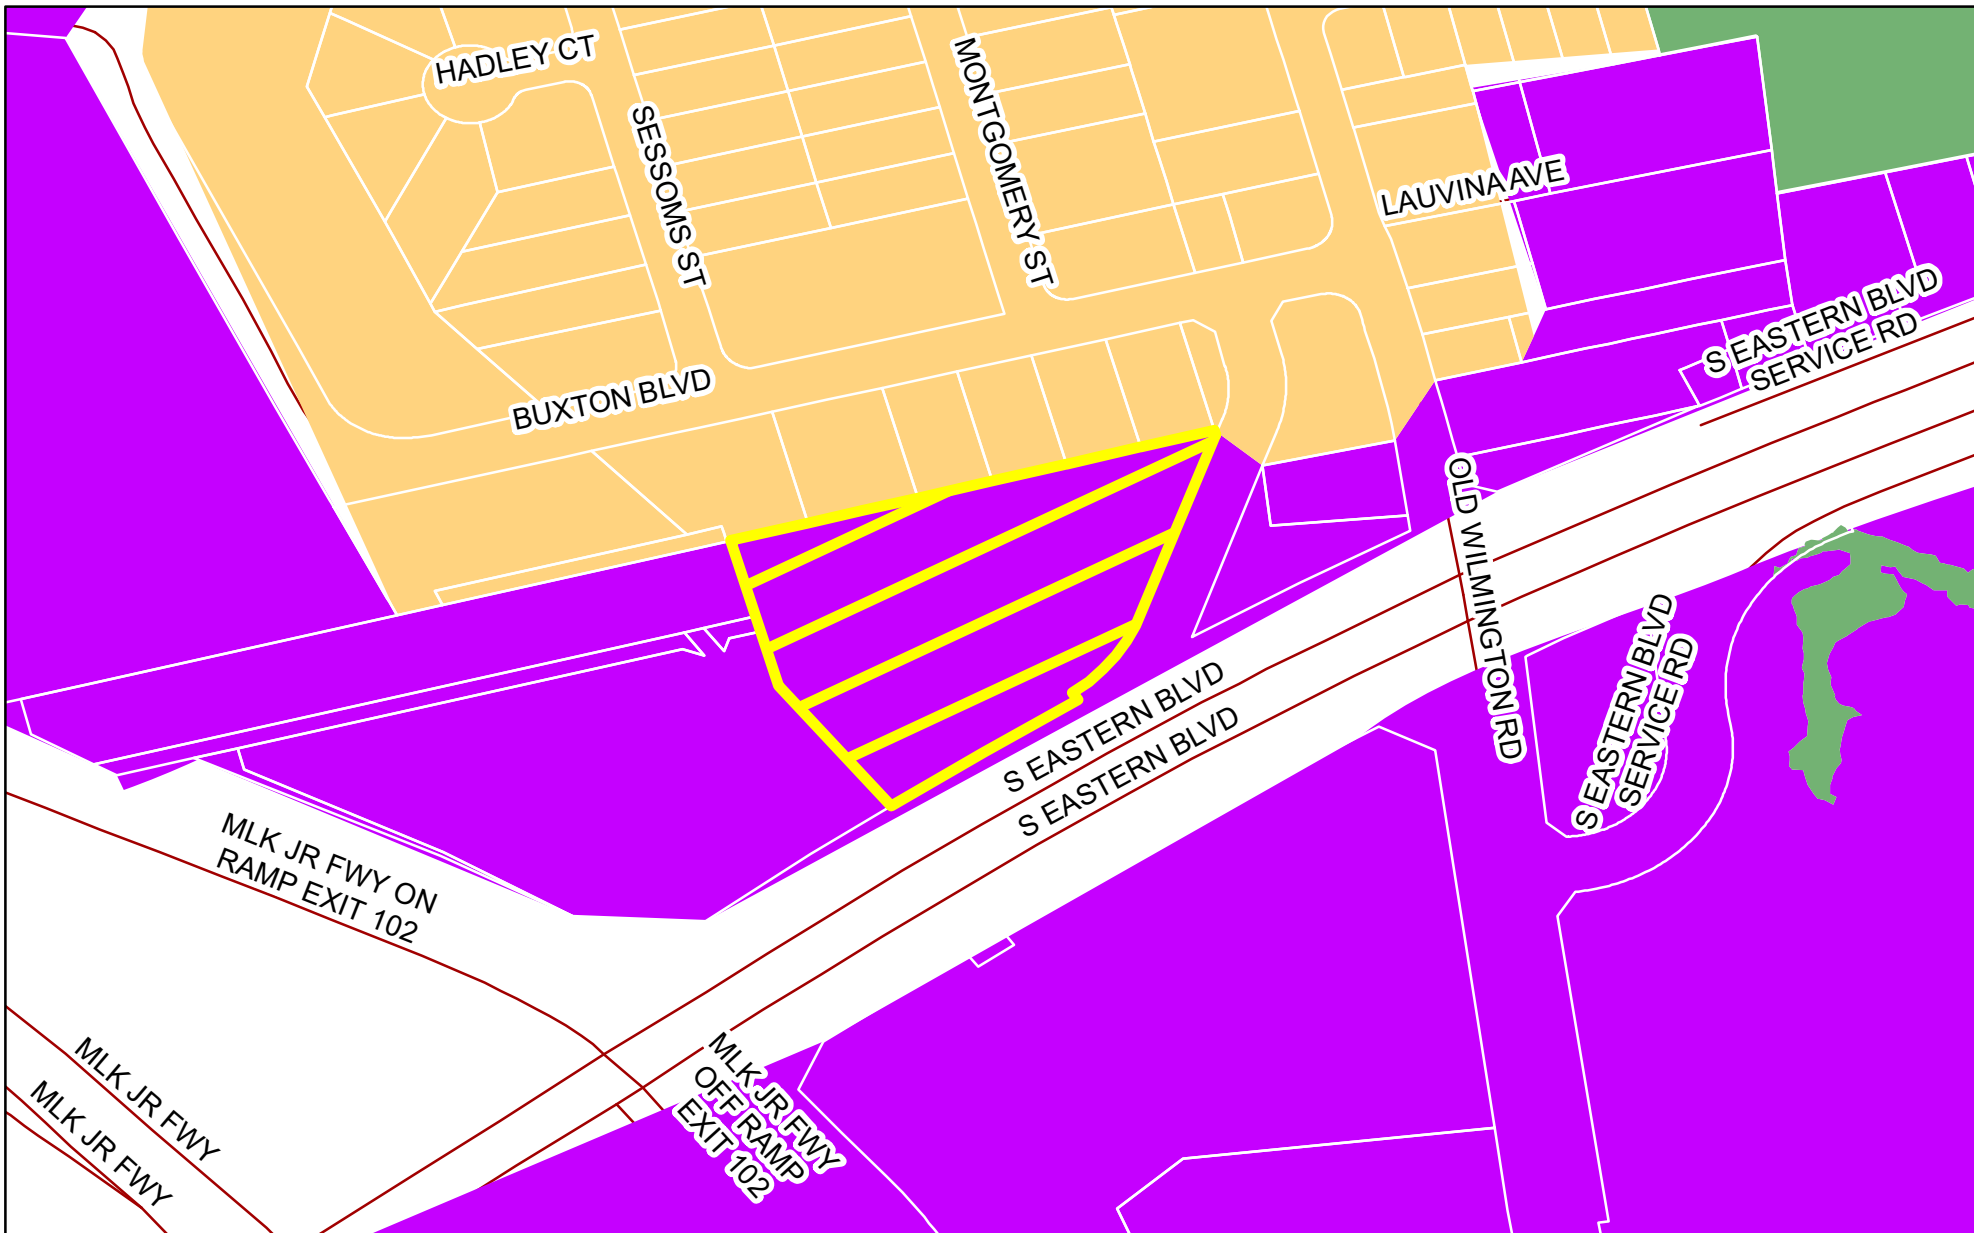 HADLEY CT
SESSOMS ST
MONTGOMERY ST
LAUVINA AVE
S EASTERN BLVD
SERVICE RD
BUXTON BLVD
OLD WILMINGTON RD
S EASTERN BLVD
SERVICE RD
S EASTERN BLVD
S EASTERN BLVD
MLK JR FWY ON
RAMP EXIT 102
MLK JR FWY
OFF RAMP
EXIT 102
MLK JR FWY
MLK JR FWY